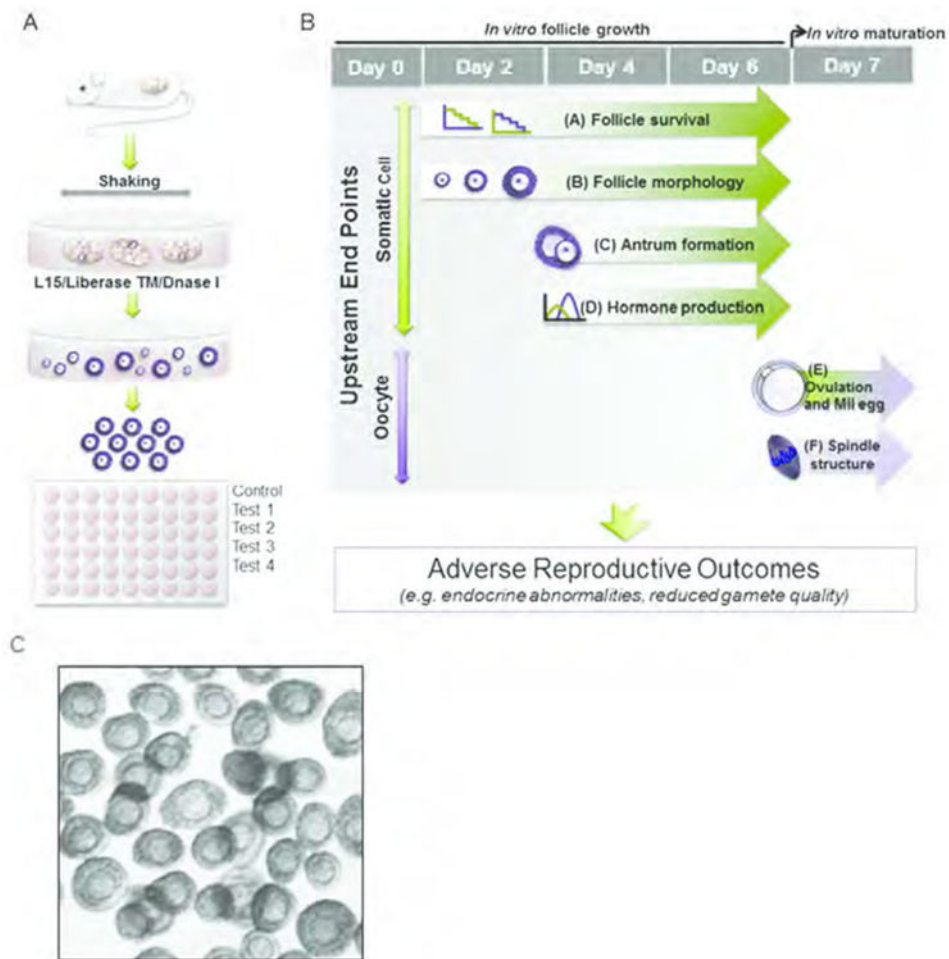 A
Shaking
L15/Liberase TM/Dnase I
Control
Test 1
Test 2
Test 3
Test 4
B
In vitro follicle growth
In vitro maturation
Day 0
Day 2
Day 4
Day 6
Day 7
Upstream End Points
Somatic Cell
Oocyte
(A) Follicle survival
(B) Follicle morphology
(C) Antrum formation
(D) Hormone production
(E)
Ovulation
and MII egg
(F) Spindle
structure
Adverse Reproductive Outcomes
(e.g. endocrine abnormalities, reduced gamete quality)
C